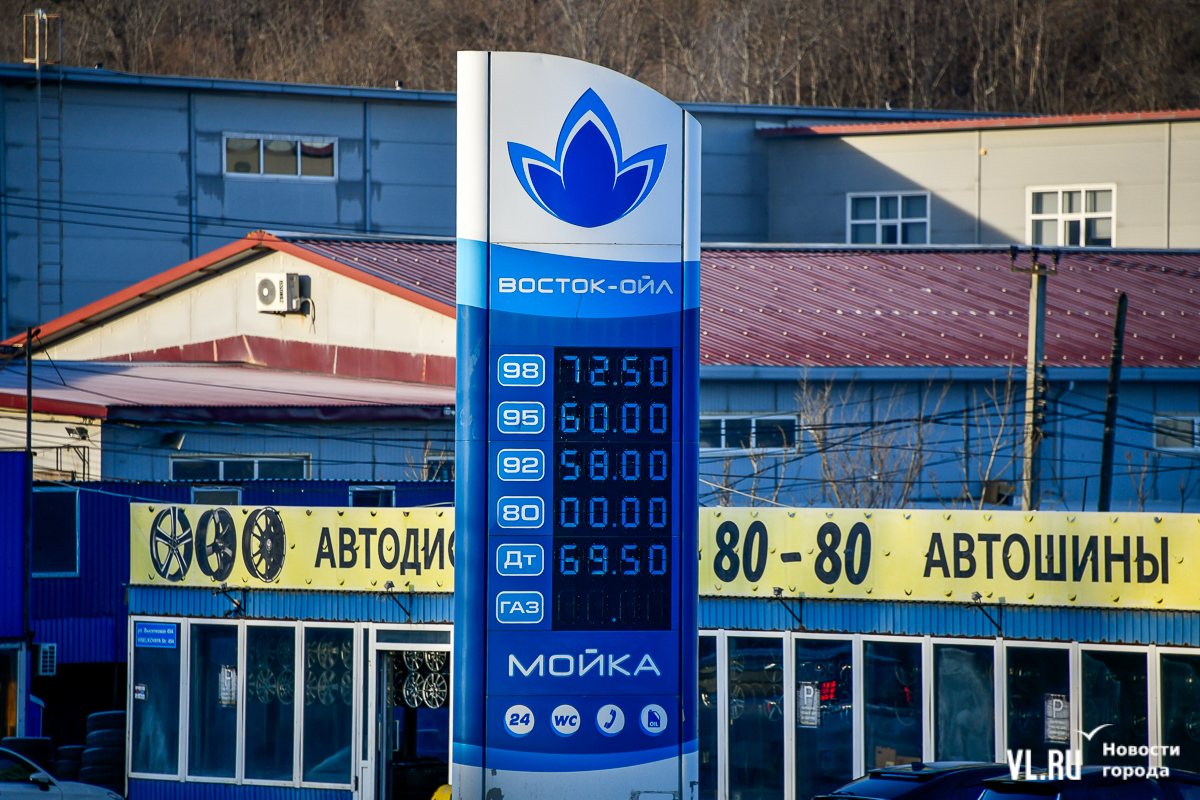 ВОСТОК-ОЙЛ
98 72.50
95 60.00
92 58.00
80 00.00
Дт 69.50
ГАЗ
МОЙКА
24 WC OIL
АВТОДИС
80-80 АВТОШИНЫ
P
P
VL.RU Новости города